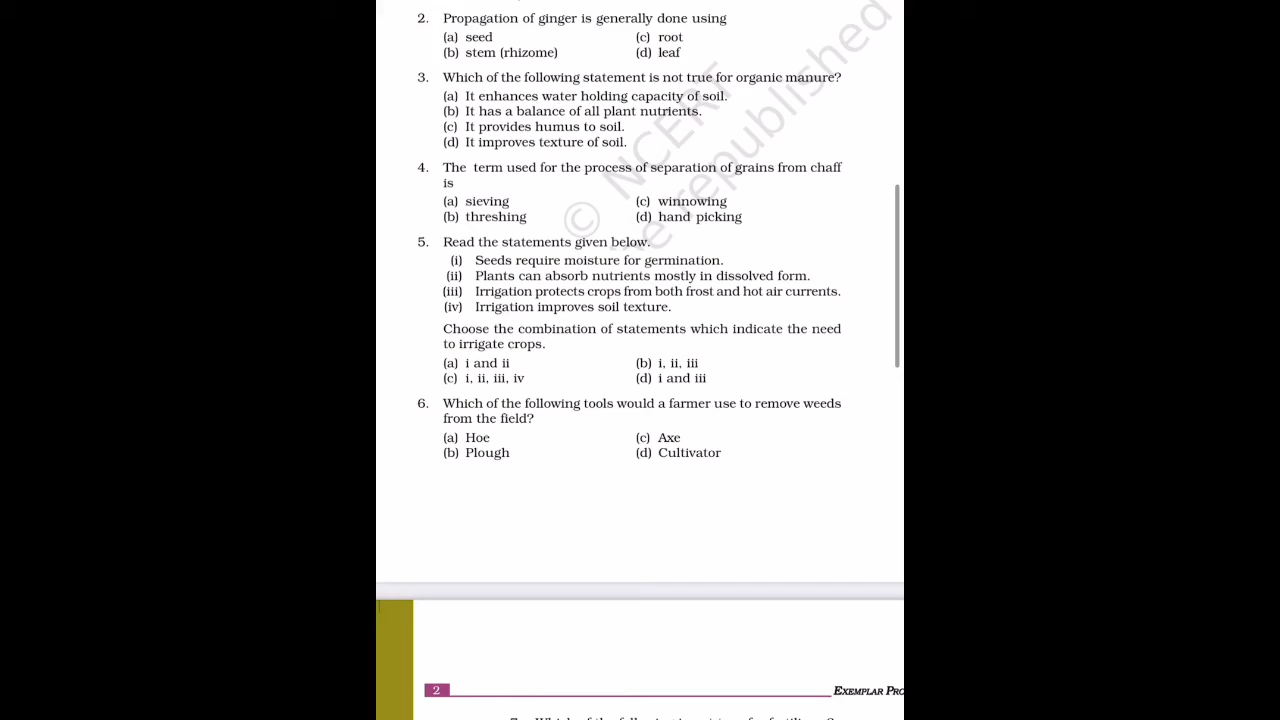 2. Propagation of ginger is generally done using
(a) seed (c) root
(b) stem (rhizome) (d) leaf
3. Which of the following statement is not true for organic manure?
(a) It enhances water holding capacity of soil.
(b) It has a balance of all plant nutrients.
(c) It provides humus to soil.
(d) It improves texture of soil.
4. The term used for the process of separation of grains from chaff
is
(a) sieving (c) winnowing
(b) threshing (d) hand picking
5. Read the statements given below.
(i) Seeds require moisture for germination.
(ii) Plants can absorb nutrients mostly in dissolved form.
(iii) Irrigation protects crops from both frost and hot air currents.
(iv) Irrigation improves soil texture.
Choose the combination of statements which indicate the need
to irrigate crops.
(a) i and ii (b) i, ii, iii
(c) i, ii, iii, iv (d) i and iii
6. Which of the following tools would a farmer use to remove weeds
from the field?
(a) Hoe (c) Axe
(b) Plough (d) Cultivator
© NCERT
republished
2
EXEMPLAR PRO